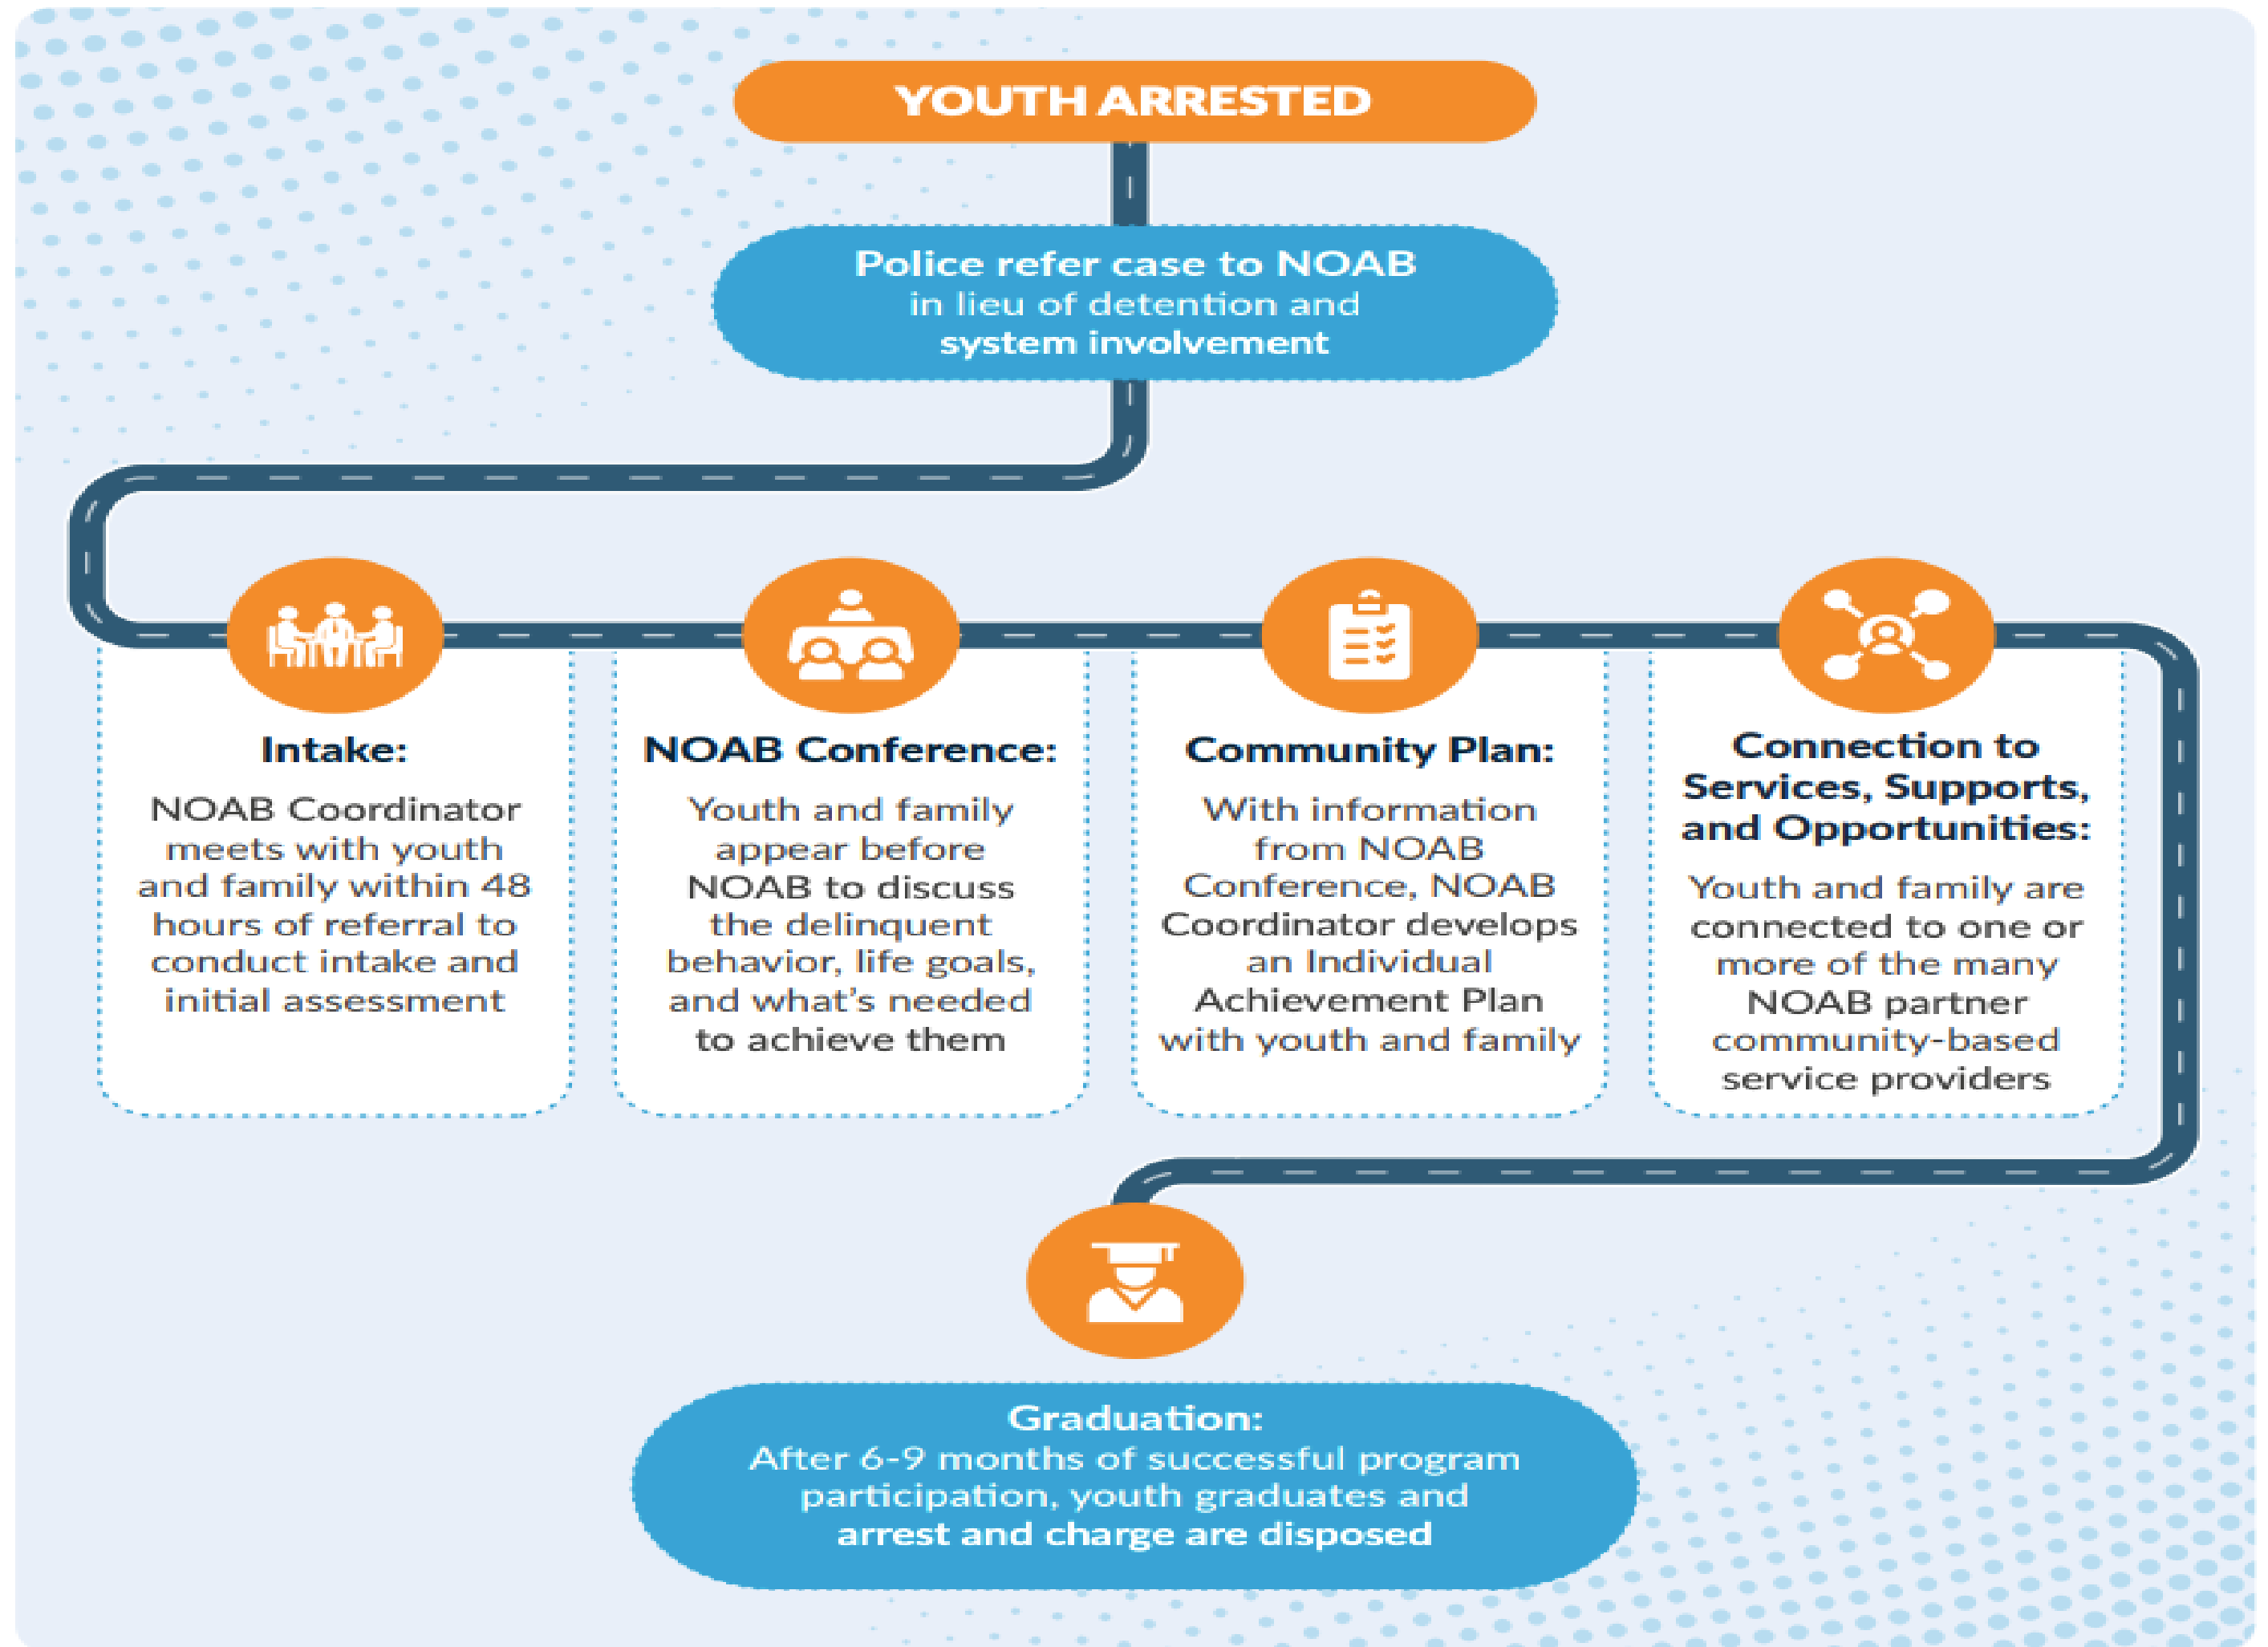 YOUTH ARRESTED
Police refer case to NOAB
in lieu of detention and
system involvement
Intake:
NOAB Coordinator
meets with youth
and family within 48
hours of referral to
conduct intake and
initial assessment
NOAB Conference:
Youth and family
appear before
NOAB to discuss
the delinquent
behavior, life goals,
and what's needed
to achieve them
Community Plan:
With information
from NOAB
Conference, NOAB
Coordinator develops
an Individual
Achievement Plan
with youth and family
Connection to
Services, Supports,
and Opportunities:
Youth and family are
connected to one or
more of the many
NOAB partner
community-based
service providers
Graduation:
After 6-9 months of successful program
participation, youth graduates and
arrest and charge are disposed